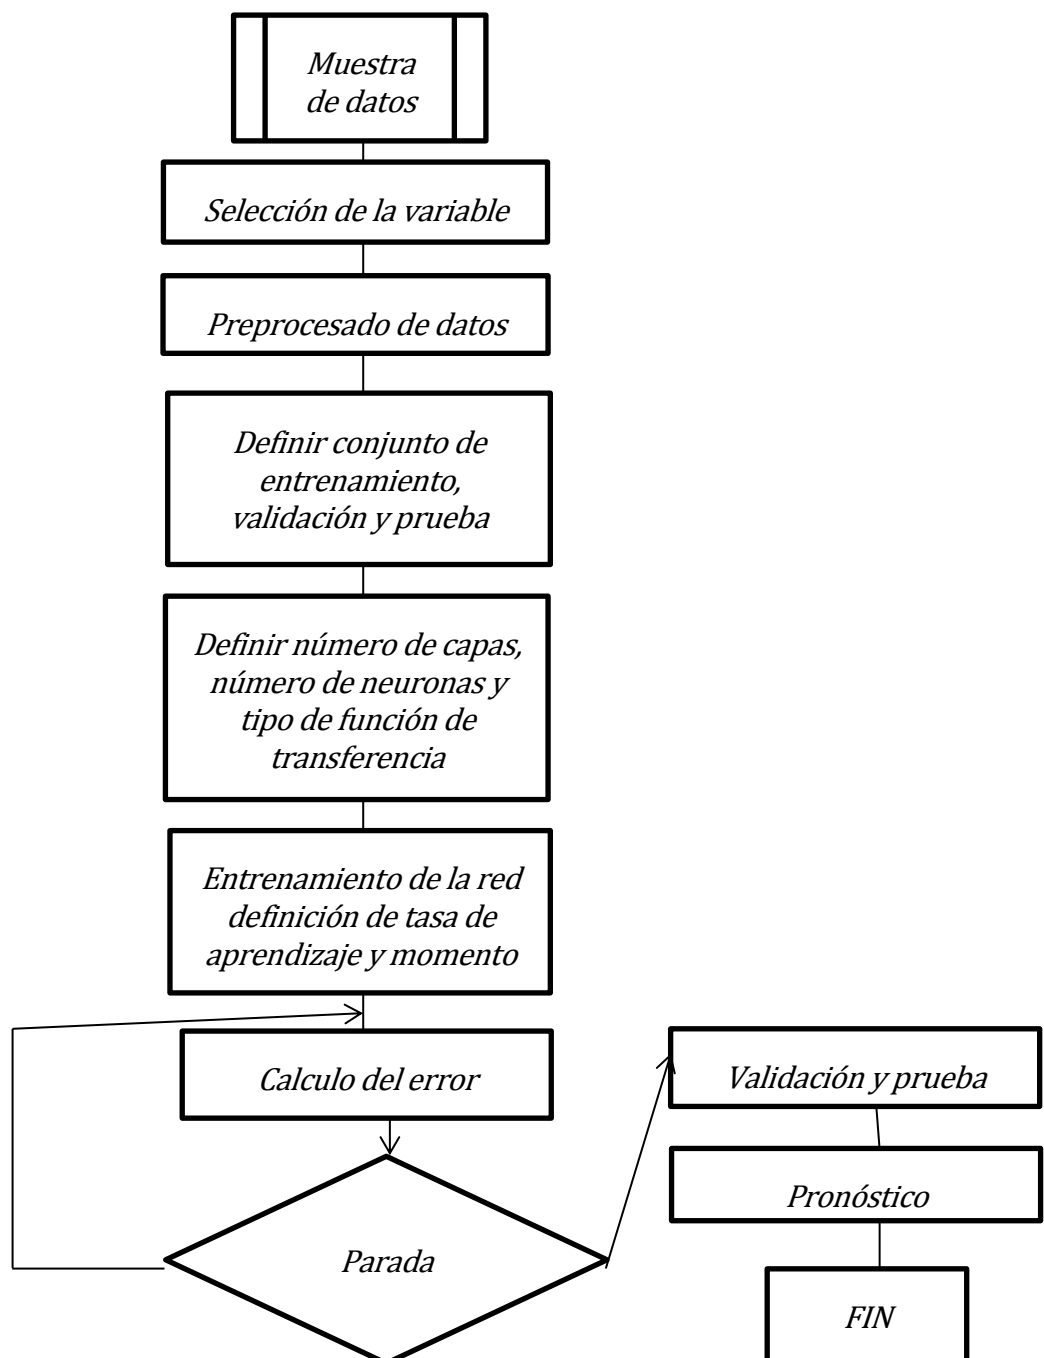 Muestra
de datos
Selección de la variable
Preprocesado de datos
Definir conjunto de
entrenamiento,
validación y prueba
Definir número de capas,
número de neuronas y
tipo de función de
transferencia
Entrenamiento de la red
definición de tasa de
aprendizaje y momento
Calculo del error
Parada
Validación y prueba
Pronóstico
FIN